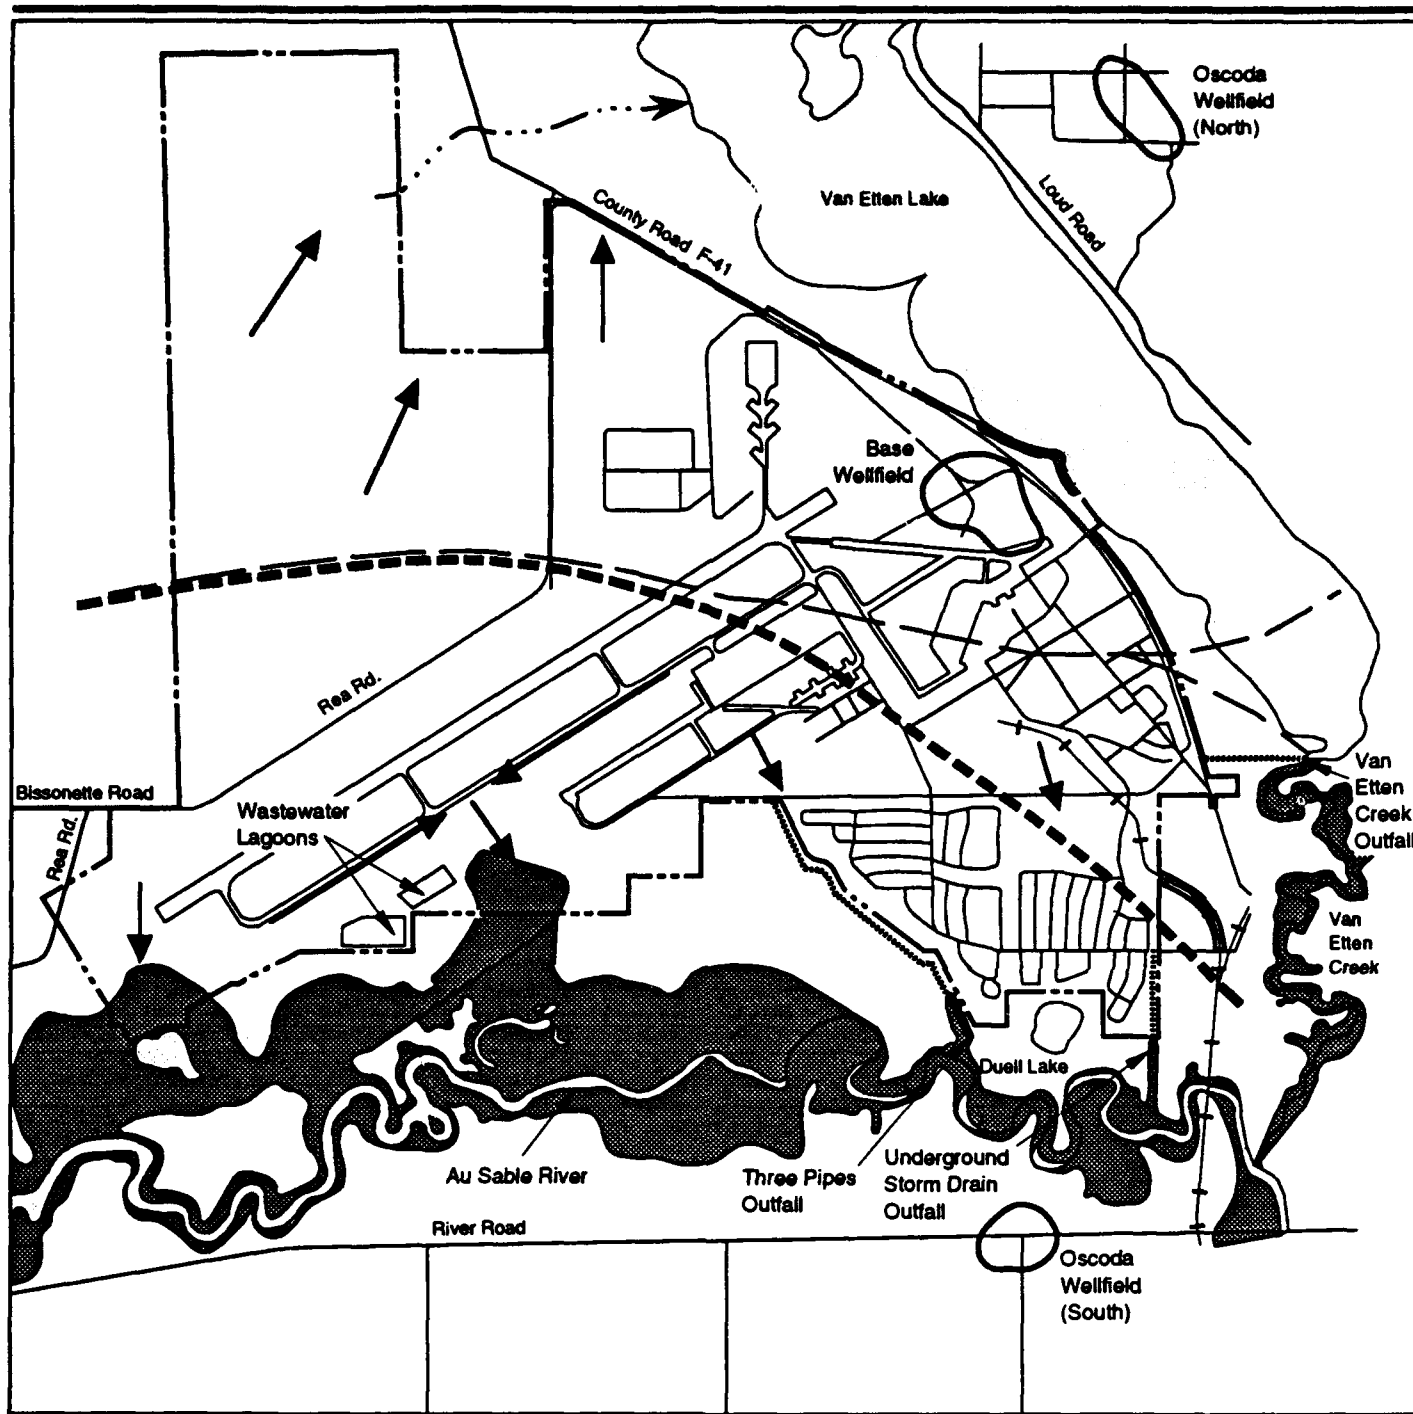 Oscoda
Wellfield
(North)
Van Etten Lake
Loud Road
County Road F-41
Base
Wellfield
Rea Rd.
Bissonette Road
Wastewater
Lagoons
Rea Rd.
Van
Etten
Creek
Outfall
Van
Etten
Creek
Duell Lake
Au Sable River
Three Pipes
Outfall
Underground
Storm Drain
Outfall
River Road
Oscoda
Wellfield
(South)